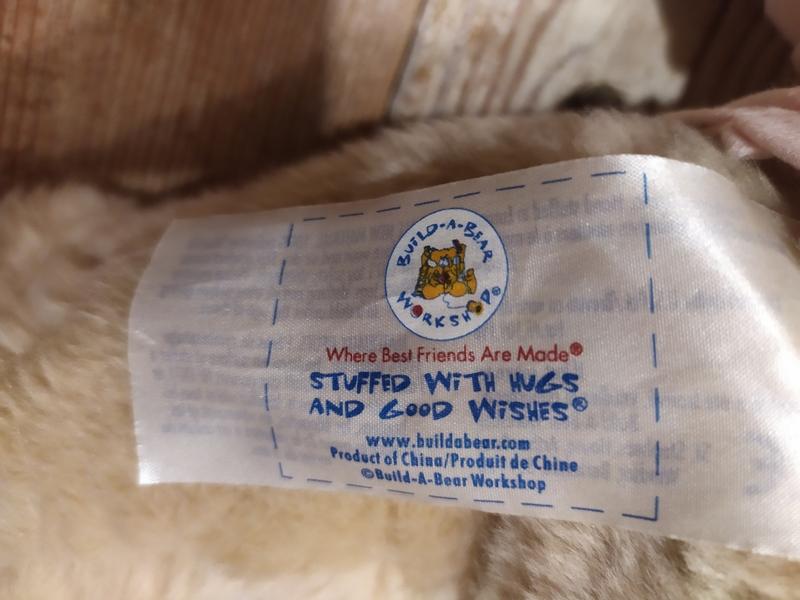 BUILD-A-BEAR
WORKSHOP®
Where Best Friends Are Made®
STUFFED WITH HUGS
AND GOOD WISHES®
www.buildabear.com
Product of China/Produit de Chine
©Build-A-Bear Workshop